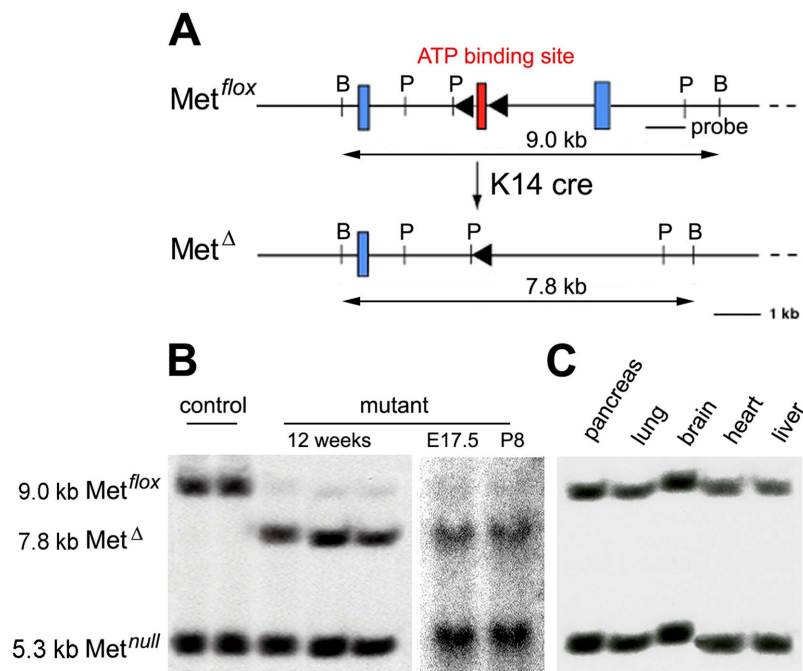 A
ATP binding site
Met flox B P P P B
probe
9.0 kb
K14 cre
Met Δ B P P P B
7.8 kb
1 kb
B
control mutant
12 weeks E17.5 P8
9.0 kb Met flox
7.8 kb Met Δ
5.3 kb Met null
C
pancreas lung brain heart liver